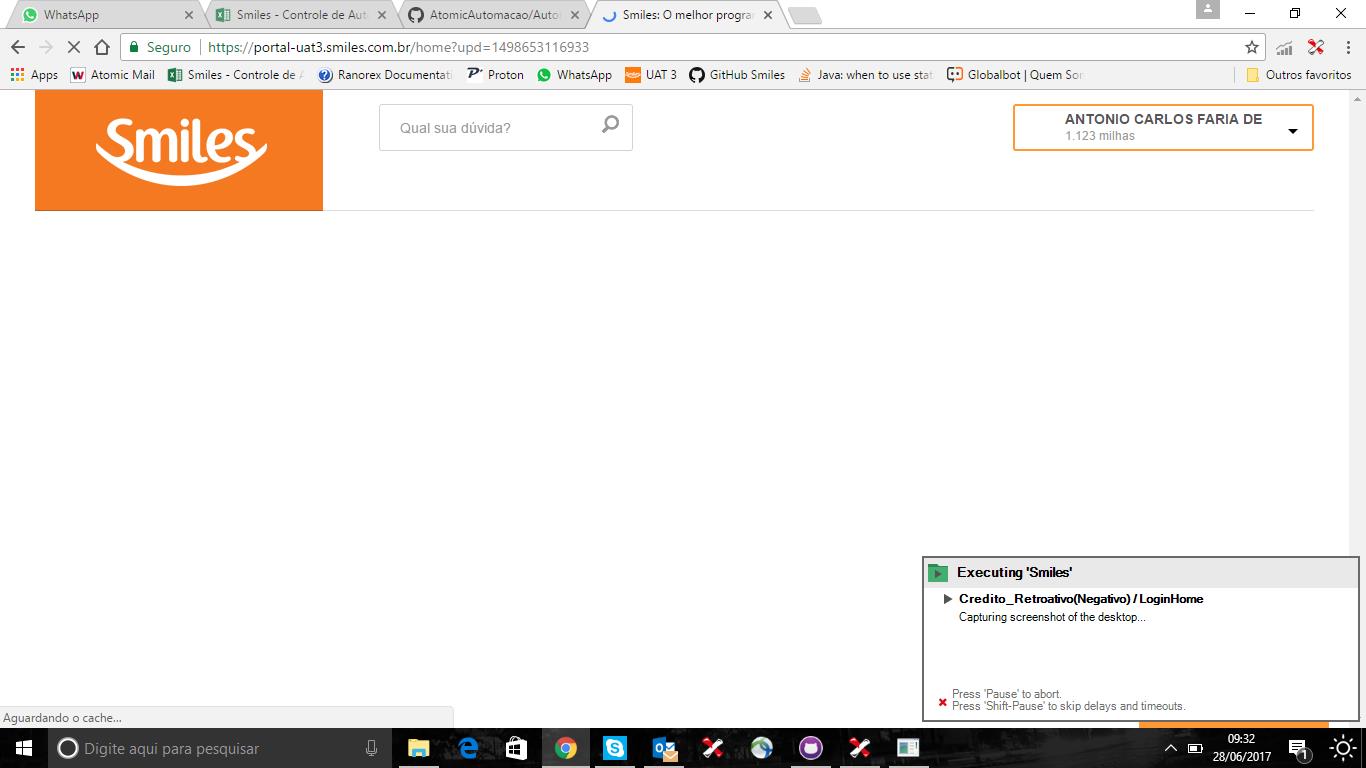 WhatsApp
Smiles - Controle de Aut
AtomicAutomacao/Auto
Smiles: O melhor progra
Seguro
https://portal-uat3.smiles.com.br/home?upd=1498653116933
Apps
Atomic Mail
Smiles - Controle de A
Ranorex Documentati
Proton
WhatsApp
UAT 3
GitHub Smiles
Java: when to use stat
Globalbot | Quem Son
Outros favoritos
Smiles
Qual sua dúvida?
ANTONIO CARLOS FARIA DE
1.123 milhas
Executing 'Smiles'
Credito_Retroativo(Negativo) / LoginHome
Capturing screenshot of the desktop...
Press 'Pause' to abort.
Press 'Shift-Pause' to skip delays and timeouts.
Aguardando o cache...
Digite aqui para pesquisar
09:32
28/06/2017
1